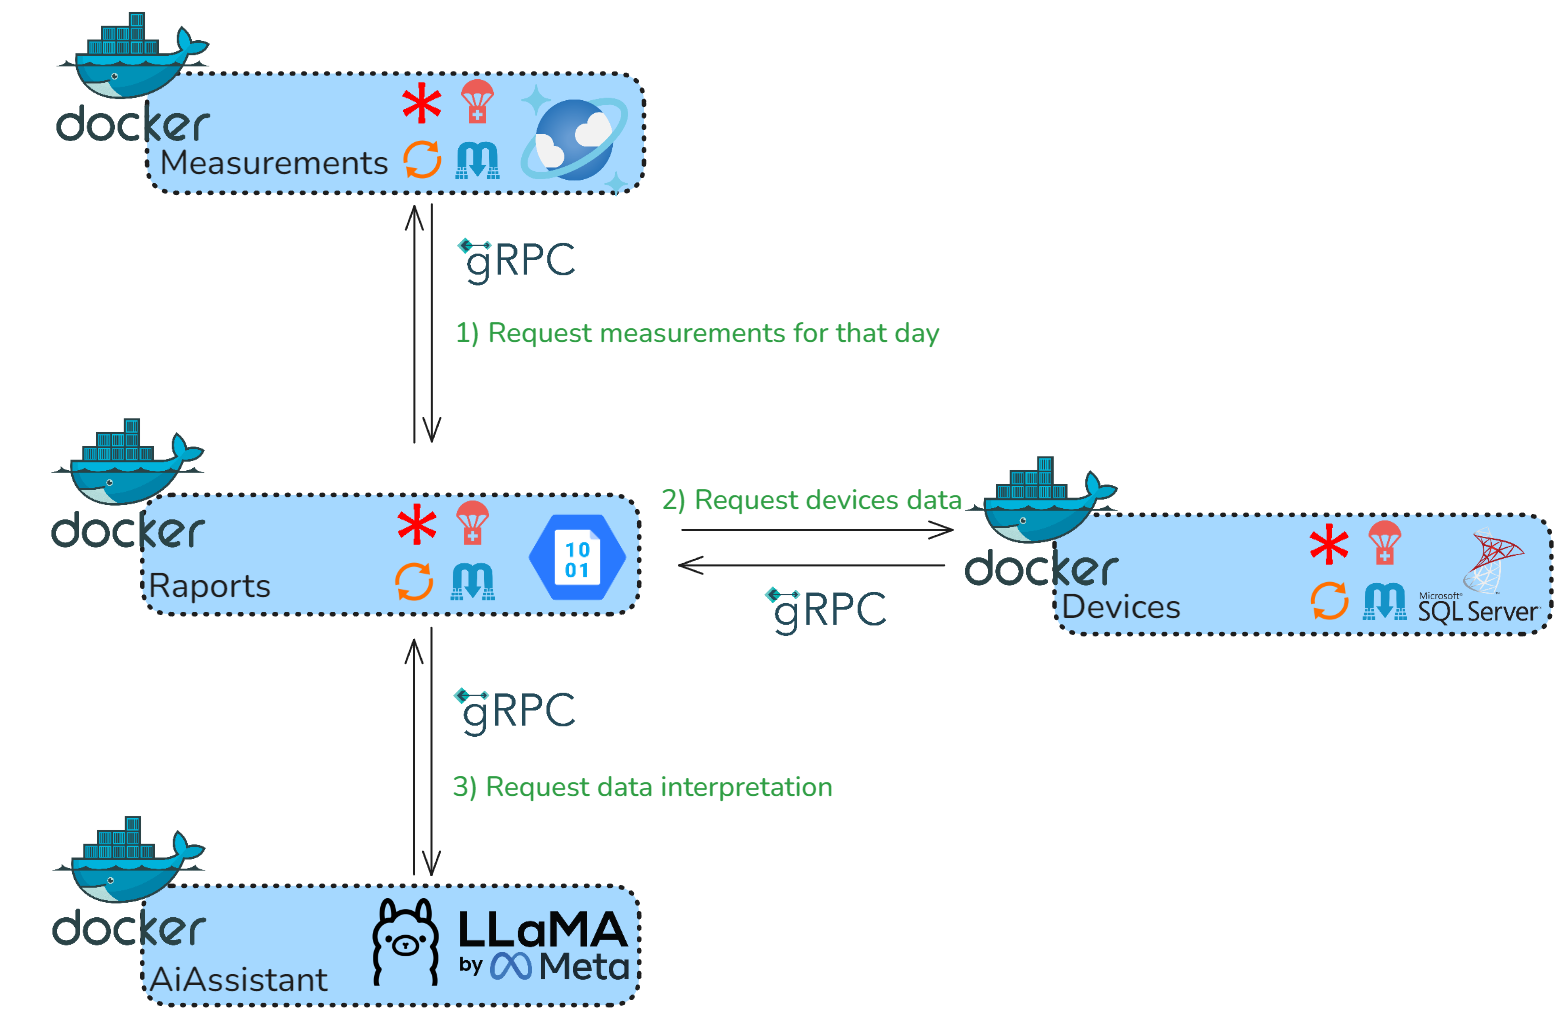 docker
Measurements
gRPC
1) Request measurements for that day
docker
Raports
10
01
2) Request devices data
gRPC
docker
Devices
Microsoft®
SQL Server
gRPC
3) Request data interpretation
docker
AiAssistant
LLaMA
by Meta